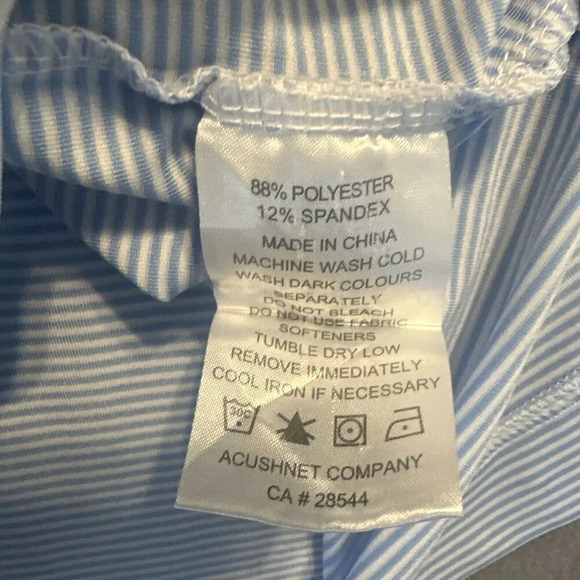 88% POLYESTER
12% SPANDEX
MADE IN CHINA
MACHINE WASH COLD
WASH DARK COLOURS
SEPARATELY
DO NOT BLEACH
DO NOT USE FABRIC
SOFTENERS
TUMBLE DRY LOW
REMOVE IMMEDIATELY
COOL IRON IF NECESSARY
30C
ACUSHNET COMPANY
CA # 28544